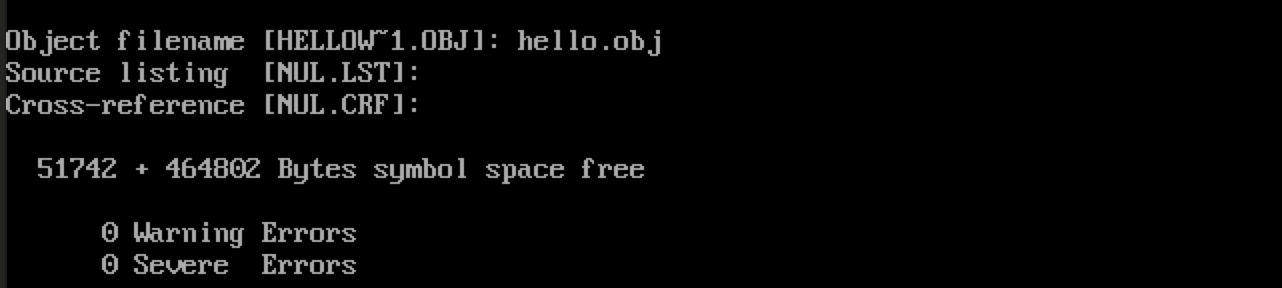 Object filename [HELLOW~1.OBJ]: hello.obj
Source listing  [NUL.LST]:
Cross-reference [NUL.CRF]:
51742 + 464802 Bytes symbol space free
0 Warning Errors
0 Severe  Errors